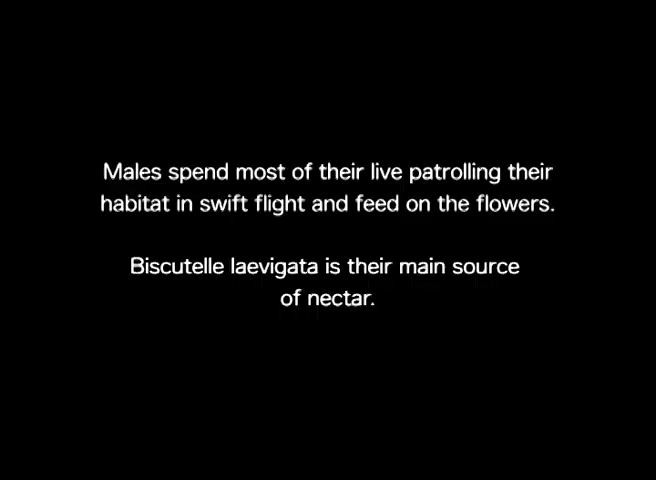 Males spend most of their live patrolling their
habitat in swift flight and feed on the flowers.
Biscutelle laevigata is their main source
of nectar.